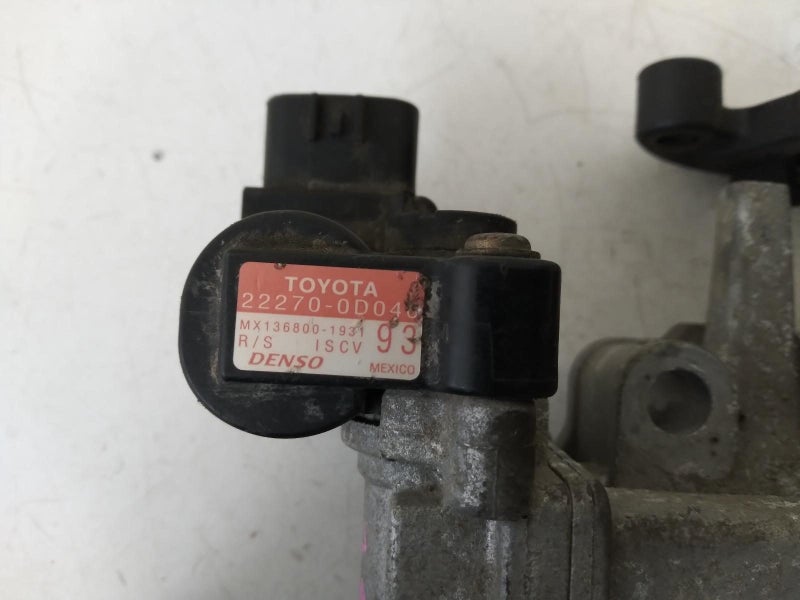 TOYOTA
22270-0D040
MX136800-1931
R/S ISCV 93
DENSO MEXICO